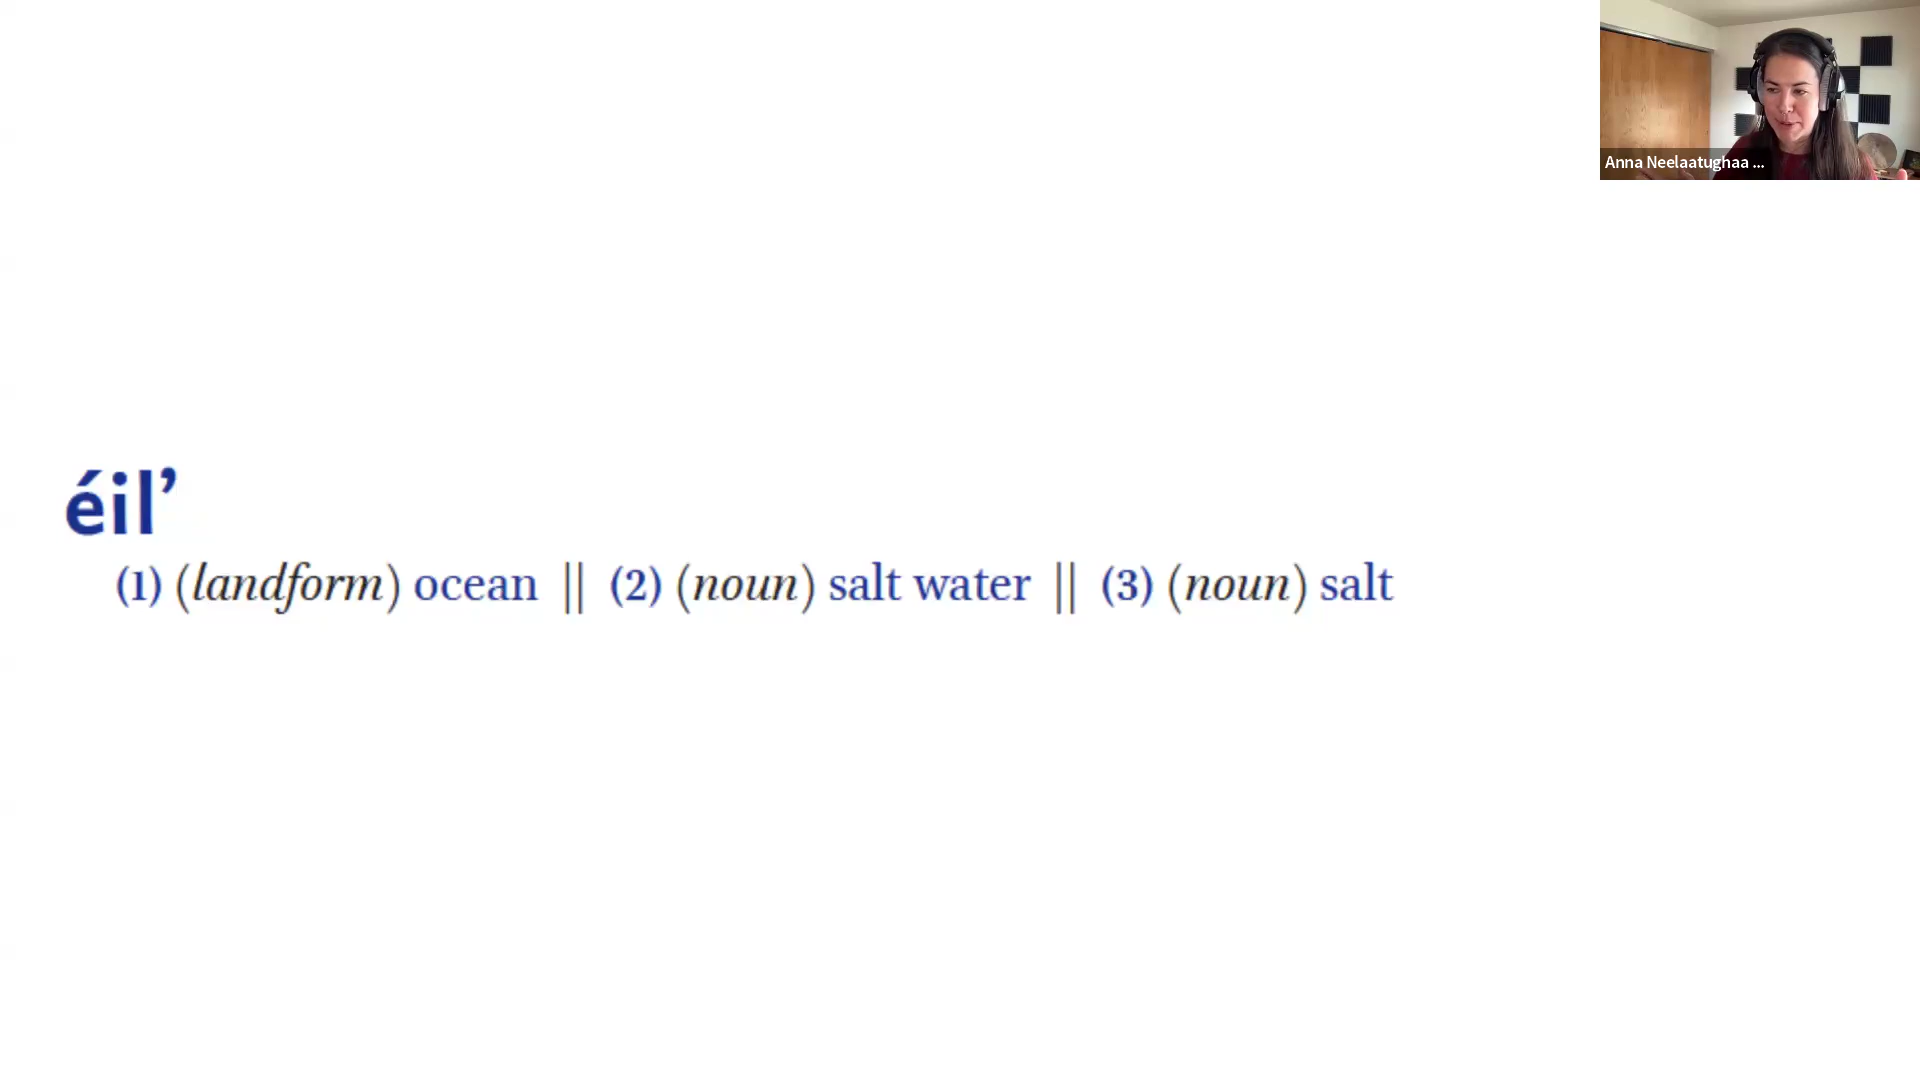 Anna Neelaatughaa ...
éil’
(1) (landform) ocean || (2) (noun) salt water || (3) (noun) salt